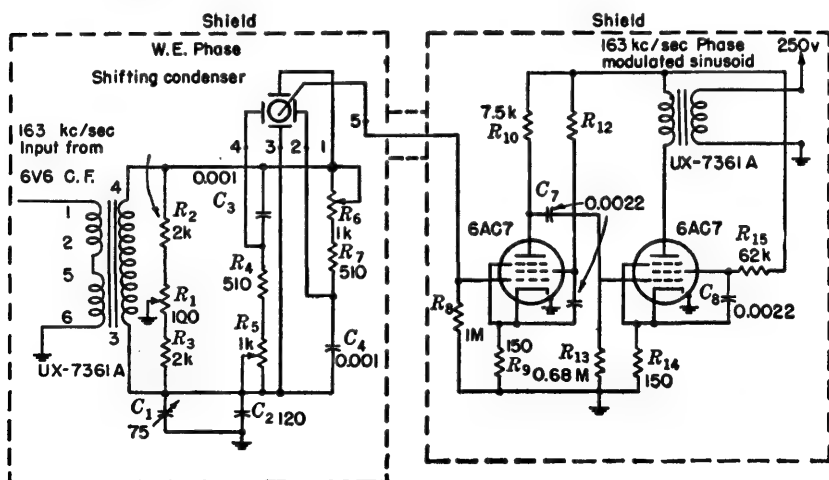 Shield
W.E. Phase
Shifting condenser
163 kc/sec
Input from
6V6 C.F.
1
2
5
6
4
3
UX-7361A
R2
2k
R1
100
R3
2k
C1
75
C2 120
0.001
C3
R4
510
R5
1k
4
3
2
1
R6
1k
R7
510
C4
0.001
5
Shield
163 kc/sec Phase
modulated sinusoid
250v
7.5k
R10
R12
UX-7361A
C7
0.0022
6AC7
6AC7
R15
62k
R8
1M
150
R9
R13
0.68 M
R14
150
C8
0.0022